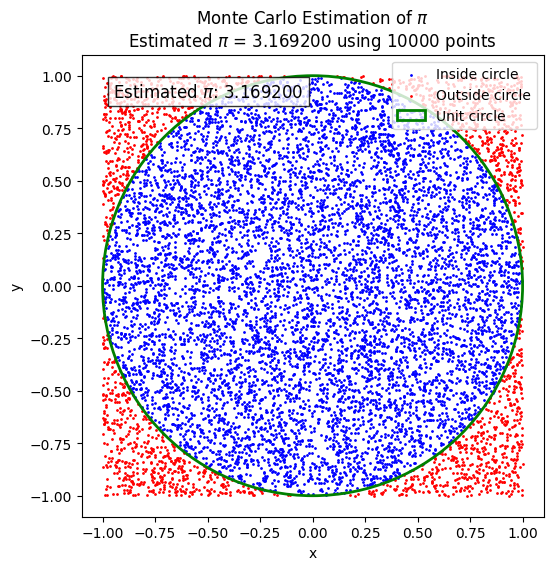 Monte Carlo Estimation of π
Estimated π = 3.169200 using 10000 points
Estimated π: 3.169200
Inside circle
Outside circle
Unit circle
y
1.00
0.75
0.50
0.25
0.00
−0.25
−0.50
−0.75
−1.00
−1.00 −0.75 −0.50 −0.25 0.00 0.25 0.50 0.75 1.00
x